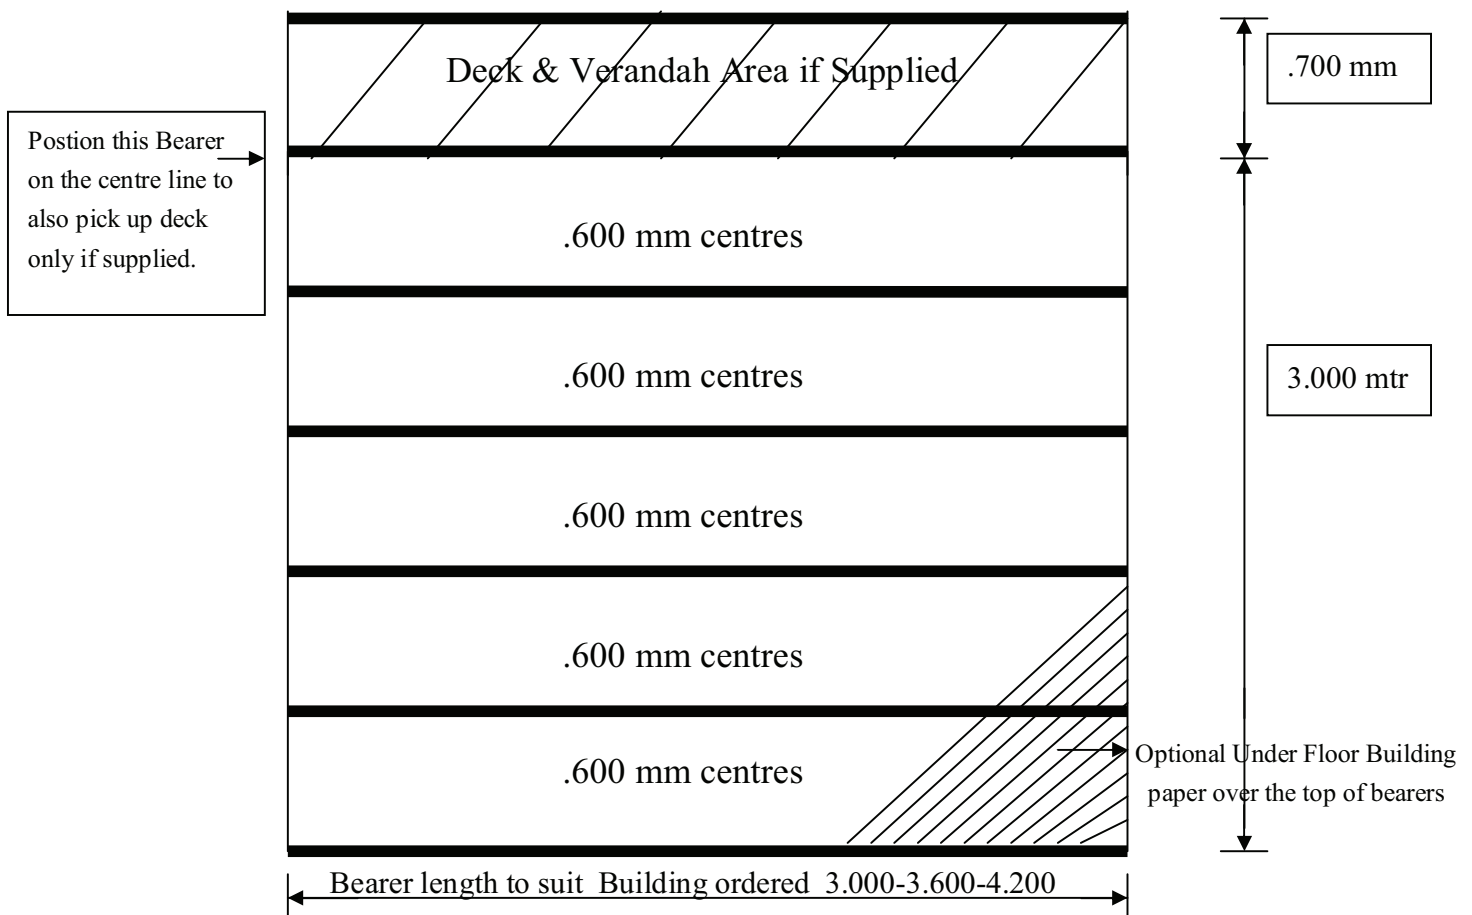 Deck & Verandah Area if Supplied
.700 mm
Postion this Bearer
on the centre line to
also pick up deck
only if supplied.
.600 mm centres
.600 mm centres
3.000 mtr
.600 mm centres
.600 mm centres
.600 mm centres
Optional Under Floor Building
paper over the top of bearers
Bearer length to suit Building ordered 3.000-3.600-4.200